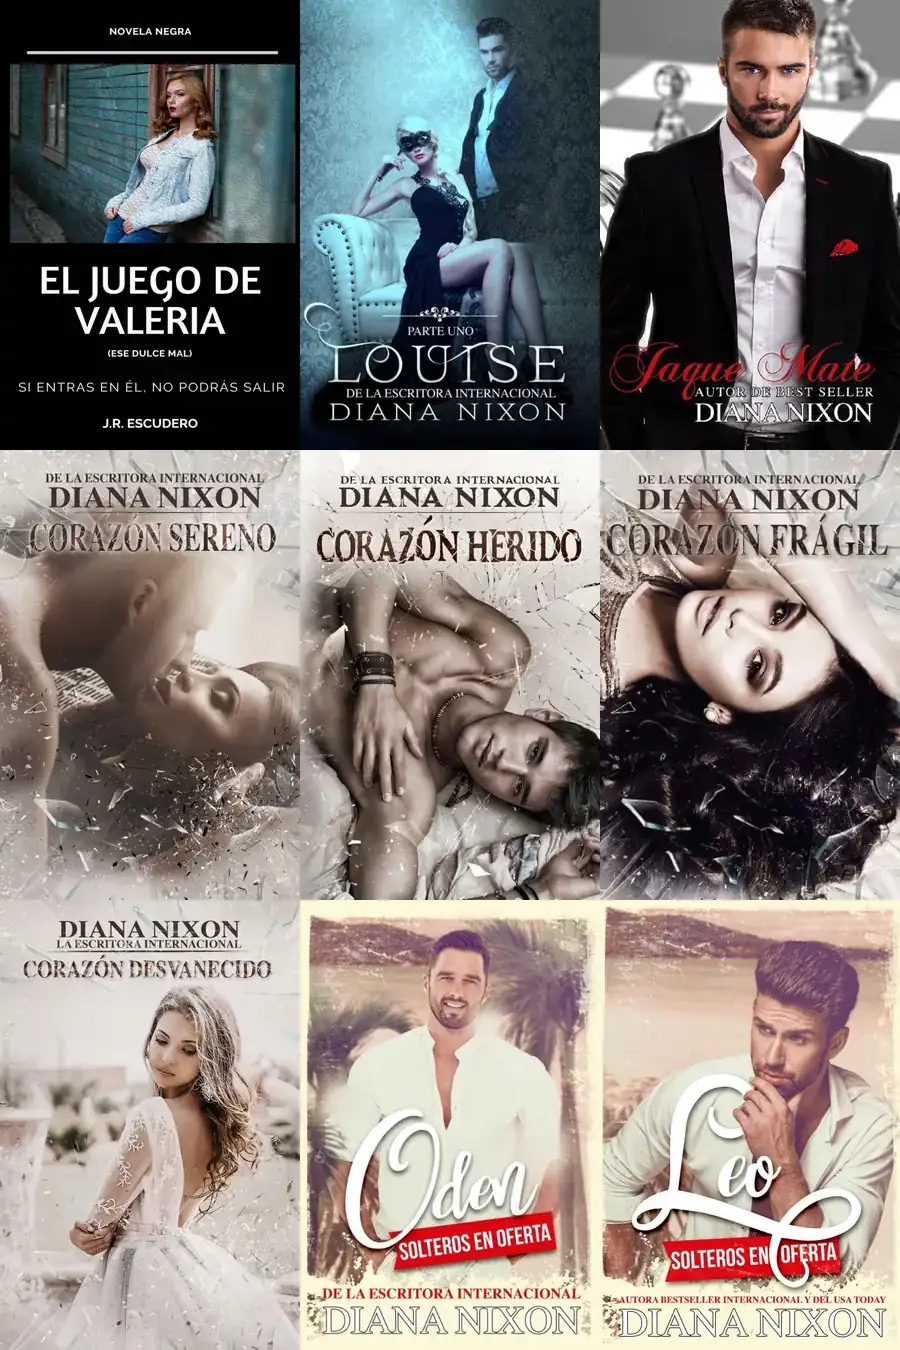 NOVELA NEGRA
EL JUEGO DE
VALERIA
(ESE DULCE MAL)
SI ENTRAS EN ÉL, NO PODRÁS SALIR
J.R. ESCUDERO
PARTE UNO
LOUISE
DE LA ESCRITORA INTERNACIONAL
DIANA NIXON
Jaque Mate
AUTOR DE BEST SELLER
DIANA NIXON
DE LA ESCRITORA INTERNACIONAL
DIANA NIXON
CORAZÓN SERENO
DE LA ESCRITORA INTERNACIONAL
DIANA NIXON
CORAZÓN HERIDO
DE LA ESCRITORA INTERNACIONAL
DIANA NIXON
CORAZÓN FRÁGIL
DIANA NIXON
LA ESCRITORA INTERNACIONAL
CORAZÓN DESVANECIDO
Oden
SOLTEROS EN OFERTA
DE LA ESCRITORA INTERNACIONAL
DIANA NIXON
Leo
SOLTEROS EN OFERTA
AUTORA BESTSELLER INTERNACIONAL Y DEL USA TODAY
DIANA NIXON